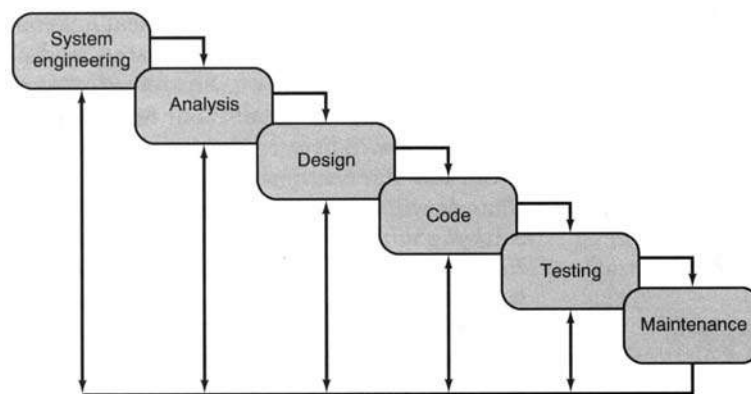 System
engineering
Analysis
Design
Code
Testing
Maintenance